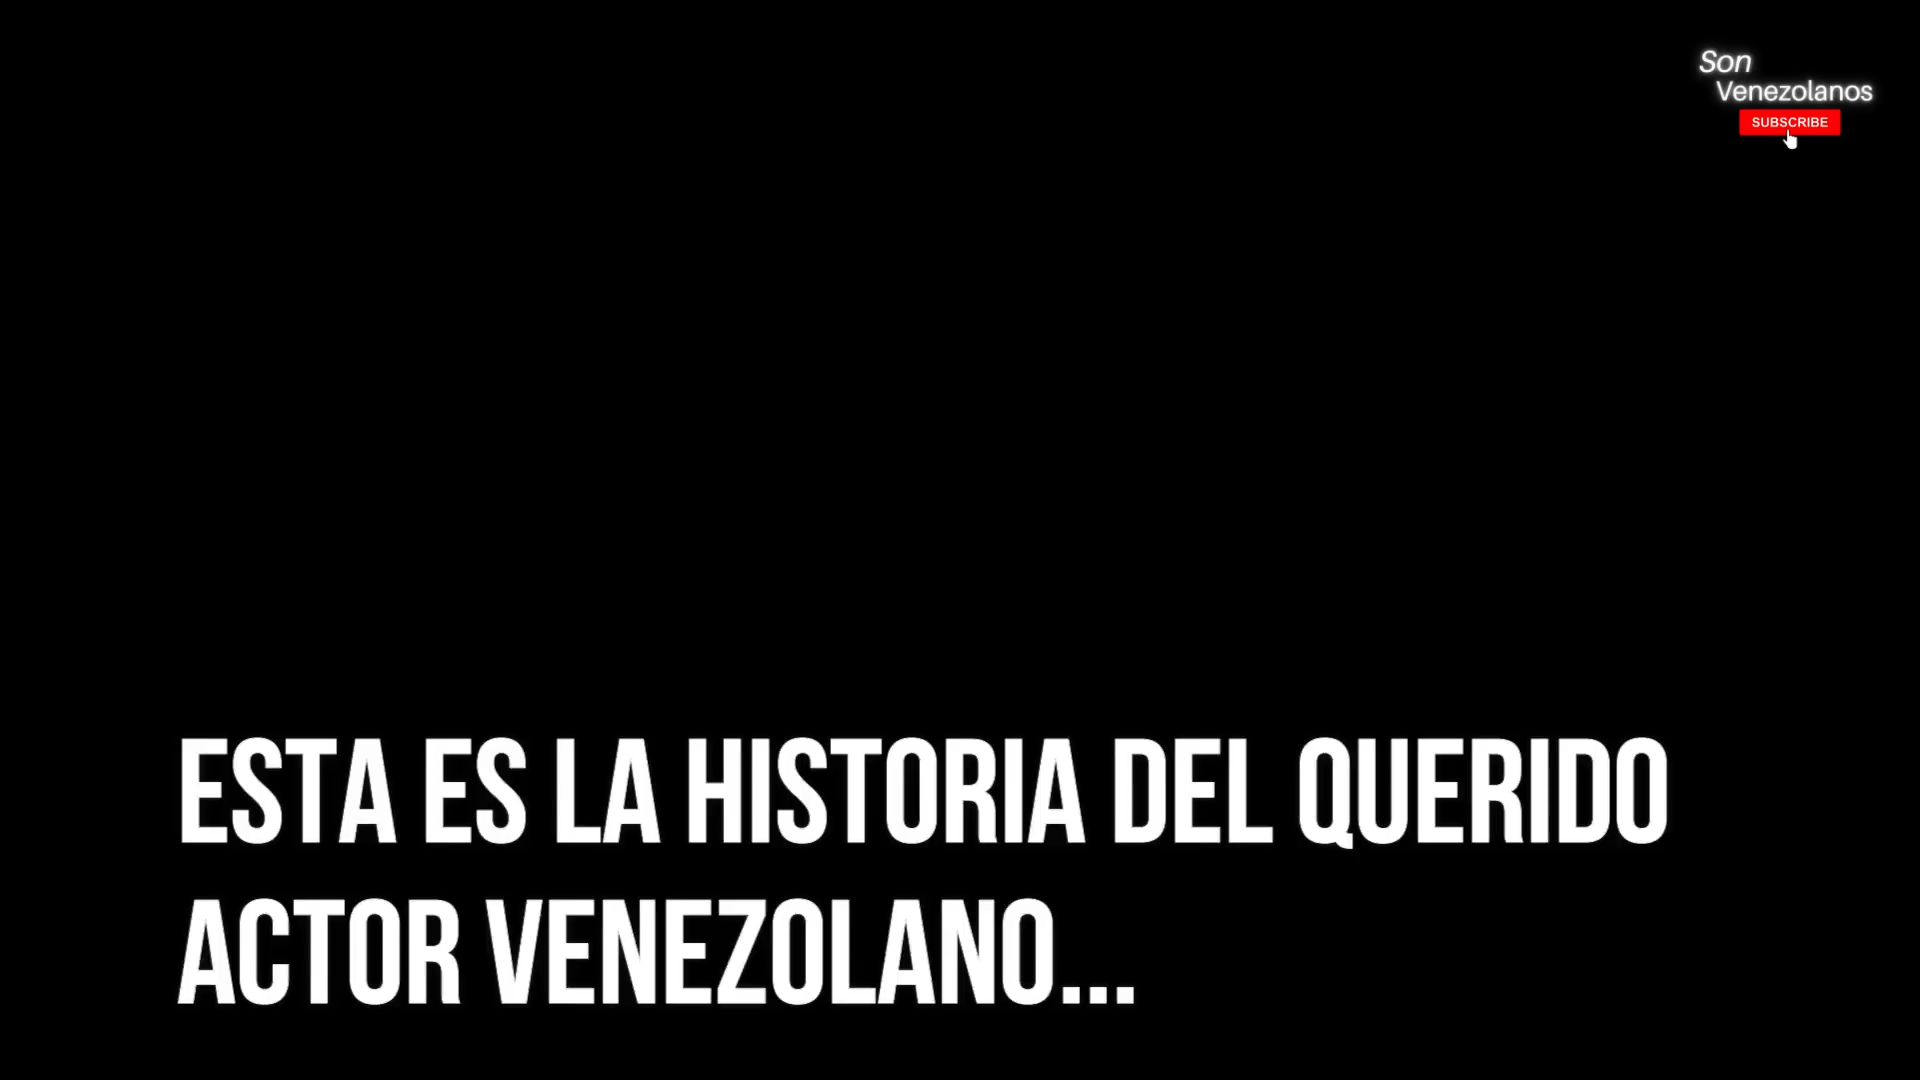 Son
Venezolanos
SUBSCRIBE
ESTA ES LA HISTORIA DEL QUERIDO
ACTOR VENEZOLANO...